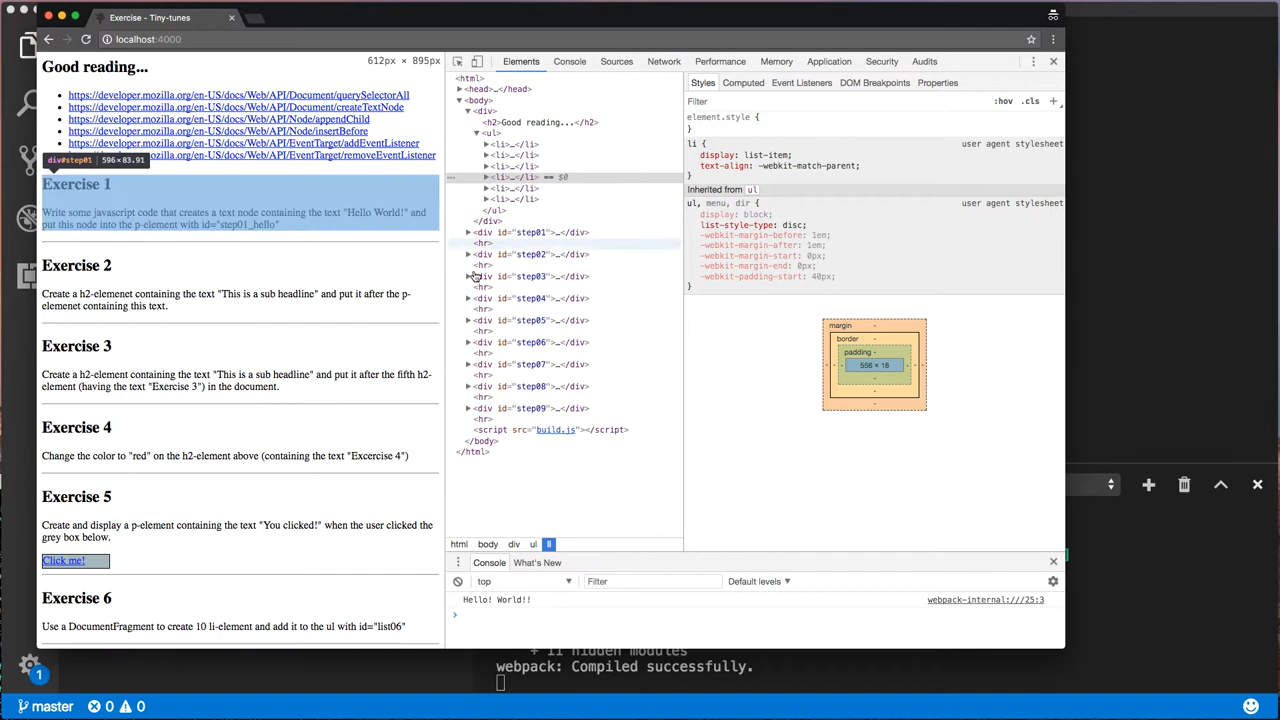 Exercise - Tiny-tunes
localhost:4000
Good reading...
612px × 895px
https://developer.mozilla.org/en-US/docs/Web/API/Document/querySelectorAll
https://developer.mozilla.org/en-US/docs/Web/API/Document/createTextNode
https://developer.mozilla.org/en-US/docs/Web/API/Node/appendChild
https://developer.mozilla.org/en-US/docs/Web/API/Node/insertBefore
https://developer.mozilla.org/en-US/docs/Web/API/EventTarget/addEventListener
https://developer.mozilla.org/en-US/docs/Web/API/EventTarget/removeEventListener
div#step01 596×83.91
Exercise 1
Write some javascript code that creates a text node containing the text "Hello World!" and
put this node into the p-element with id="step01_hello"
Exercise 2
Create a h2-elemenet containing the text "This is a sub headline" and put it after the p-
elemenet containing this text.
Exercise 3
Create a h2-element containing the text "This is a sub headline" and put it after the fifth h2-
element (having the text "Exercise 3") in the document.
Exercise 4
Change the color to "red" on the h2-element above (containing the text "Excercise 4")
Exercise 5
Create and display a p-element containing the text "You clicked!" when the user clicked the
grey box below.
Click me!
Exercise 6
Use a DocumentFragment to create 10 li-element and add it to the ul with id="list06"
Elements Console Sources Network Performance Memory Application Security Audits
<html>
<head>…</head>
<body>
<div>
<h2>Good reading...</h2>
<ul>
<li>…</li>
<li>…</li>
<li>…</li>
<li>…</li> == $0
<li>…</li>
<li>…</li>
</ul>
</div>
<div id="step01">…</div>
<hr>
<div id="step02">…</div>
<hr>
<div id="step03">…</div>
<hr>
<div id="step04">…</div>
<hr>
<div id="step05">…</div>
<hr>
<div id="step06">…</div>
<hr>
<div id="step07">…</div>
<hr>
<div id="step08">…</div>
<hr>
<div id="step09">…</div>
<hr>
<script src="build.js"></script>
</body>
</html>
html body div ul li
Styles Computed Event Listeners DOM Breakpoints Properties
Filter :hov .cls +
element.style {
}
li { user agent stylesheet
display: list-item;
text-align: -webkit-match-parent;
}
Inherited from ul
ul, menu, dir { user agent stylesheet
display: block;
list-style-type: disc;
-webkit-margin-before: 1em;
-webkit-margin-after: 1em;
-webkit-margin-start: 0px;
-webkit-margin-end: 0px;
-webkit-padding-start: 40px;
}
margin -
border -
padding -
556 × 18
Console What's New
top Filter Default levels
Hello! World!! webpack-internal:///25:3
+ 11 hidden modules
webpack: Compiled successfully.
1
master 0 0